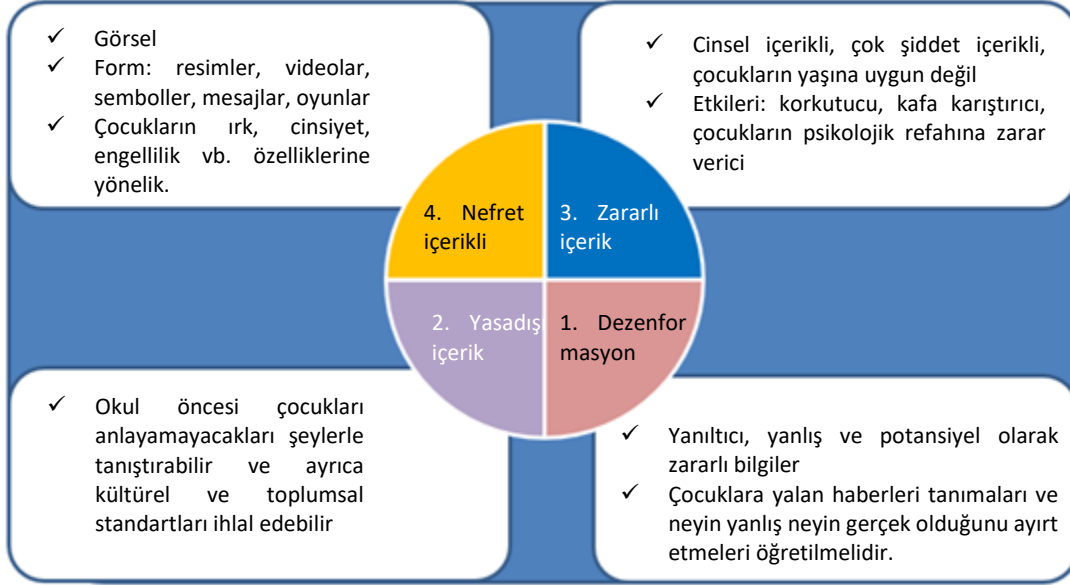 ✓ Görsel
✓ Form: resimler, videolar,
semboller, mesajlar, oyunlar
✓ Çocukların ırk, cinsiyet,
engellilik vb. özelliklerine
yönelik.
✓ Cinsel içerikli, çok şiddet içerikli,
çocukların yaşına uygun değil
✓ Etkileri: korkutucu, kafa karıştırıcı,
çocukların psikolojik refahına zarar
verici
4. Nefret
içerikli
3. Zararlı
içerik
2. Yasadışı
içerik
1. Dezenfor
masyon
✓ Okul öncesi çocukları
anlayamayacakları şeylerle
tanıştırabilir ve ayrıca
kültürel ve toplumsal
standartları ihlal edebilir
✓ Yanıltıcı, yanlış ve potansiyel olarak
zararlı bilgiler
✓ Çocuklara yalan haberleri tanımaları ve
neyin yanlış neyin gerçek olduğunu ayırt
etmeleri öğretilmelidir.